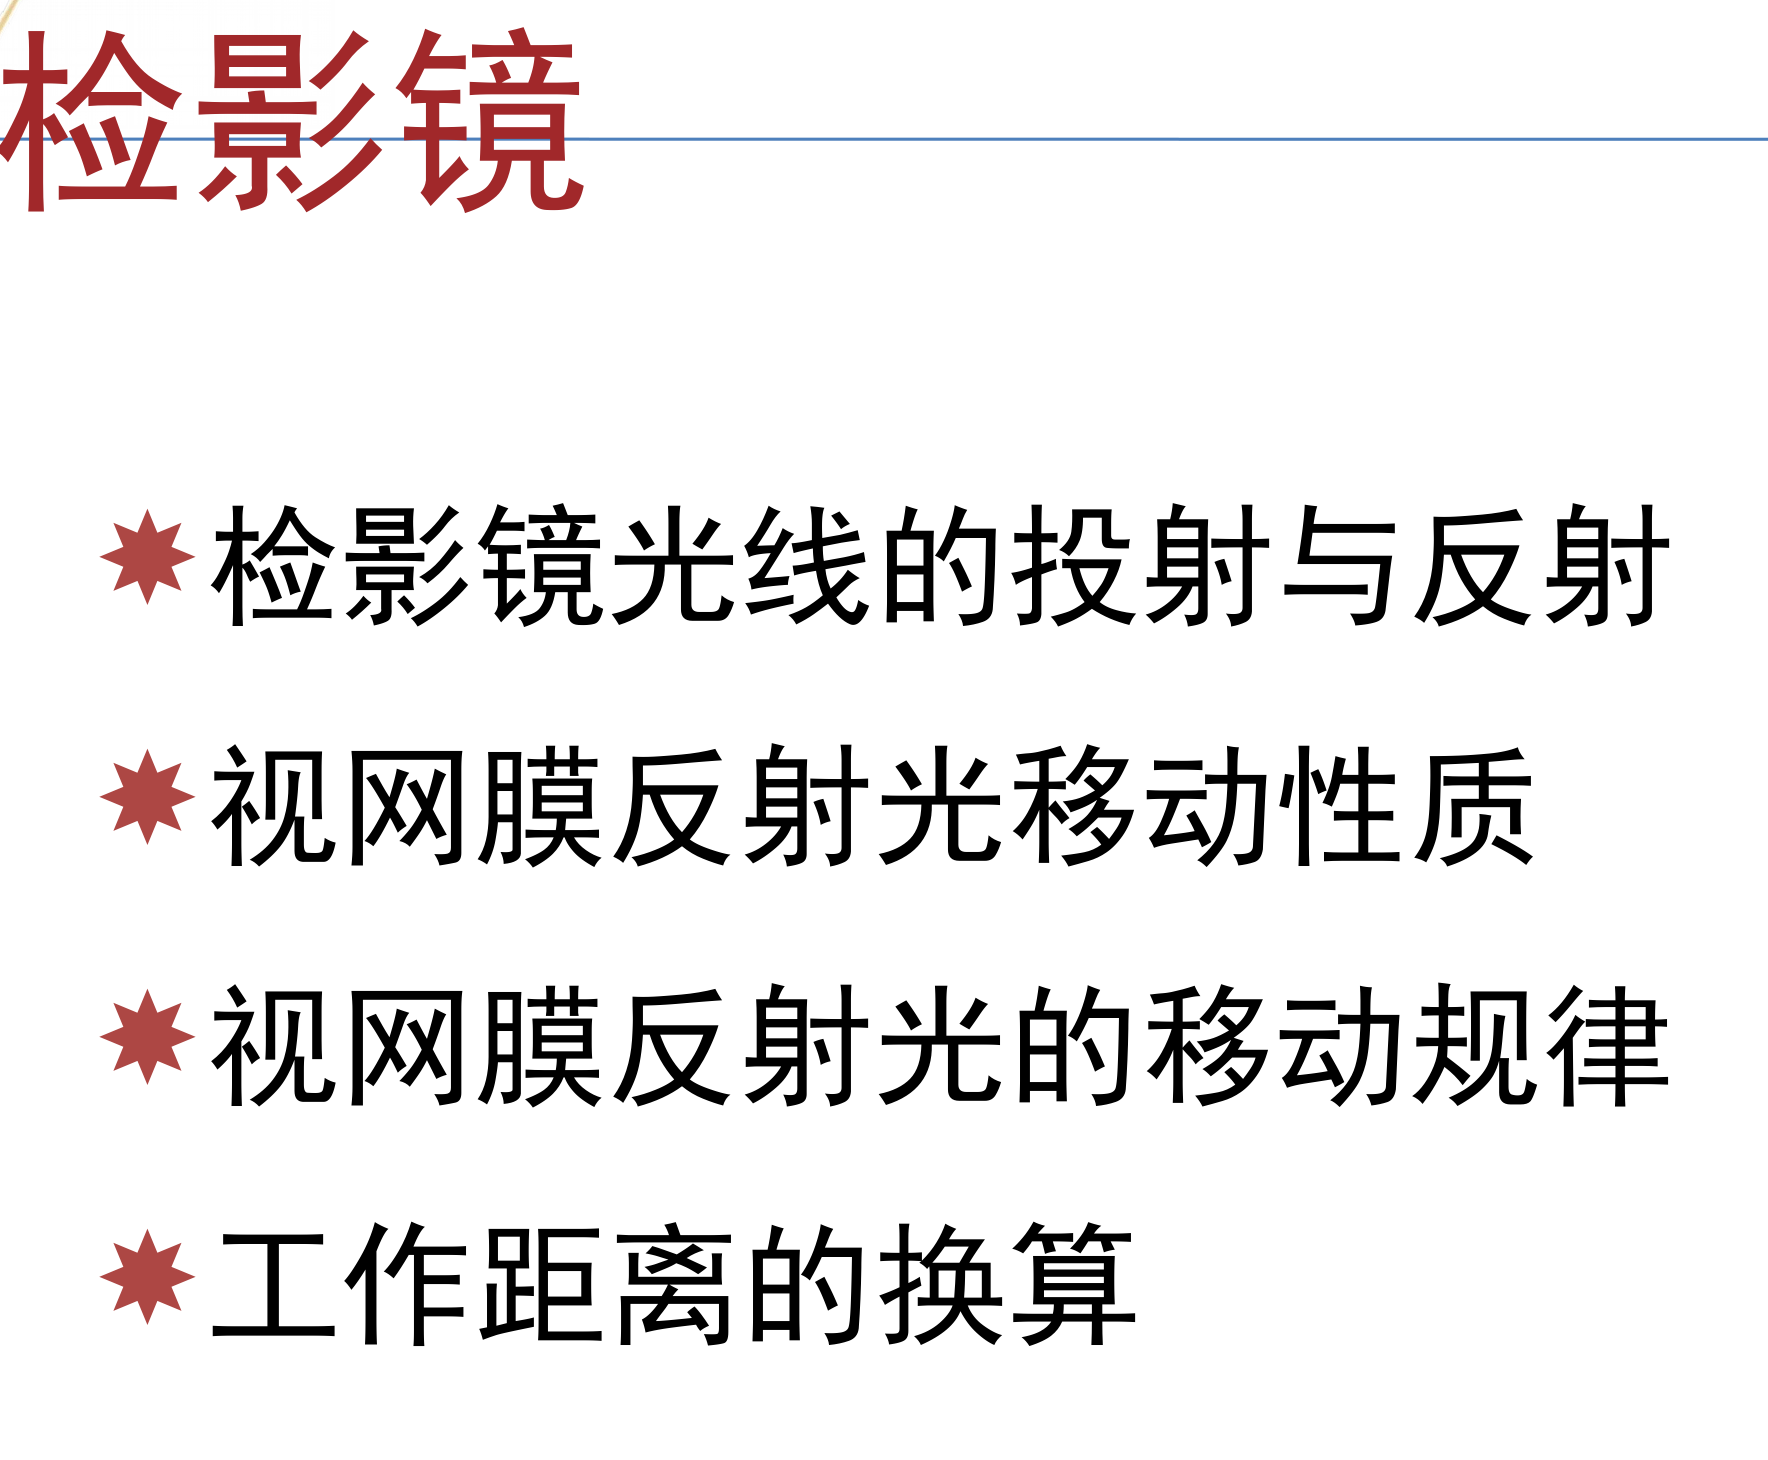 检影镜
检影镜光线的投射与反射
视网膜反射光移动性质
视网膜反射光的移动规律
工作距离的换算